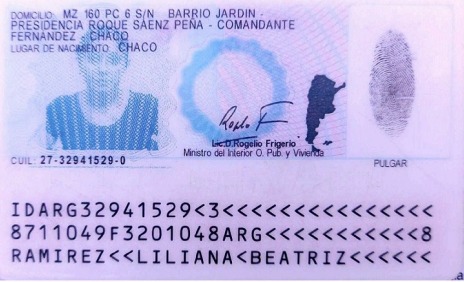 DOMICILIO: MZ 160 PC 6 S/N BARRIO JARDIN -
PRESIDENCIA ROQUE SAENZ PEÑA - COMANDANTE
FERNANDEZ - CHACO
LUGAR DE NACIMIENTO: CHACO
Lic.D.Rogelio Frigerio
Ministro del Interior O. Pub. y Vivienda
CUIL: 27-32941529-0
PULGAR
IDARG32941529<3<<<<<<<<<<<<<<<
8711049F3201048ARG<<<<<<<<<<<8
RAMIREZ<<LILIANA<BEATRIZ<<<<<<